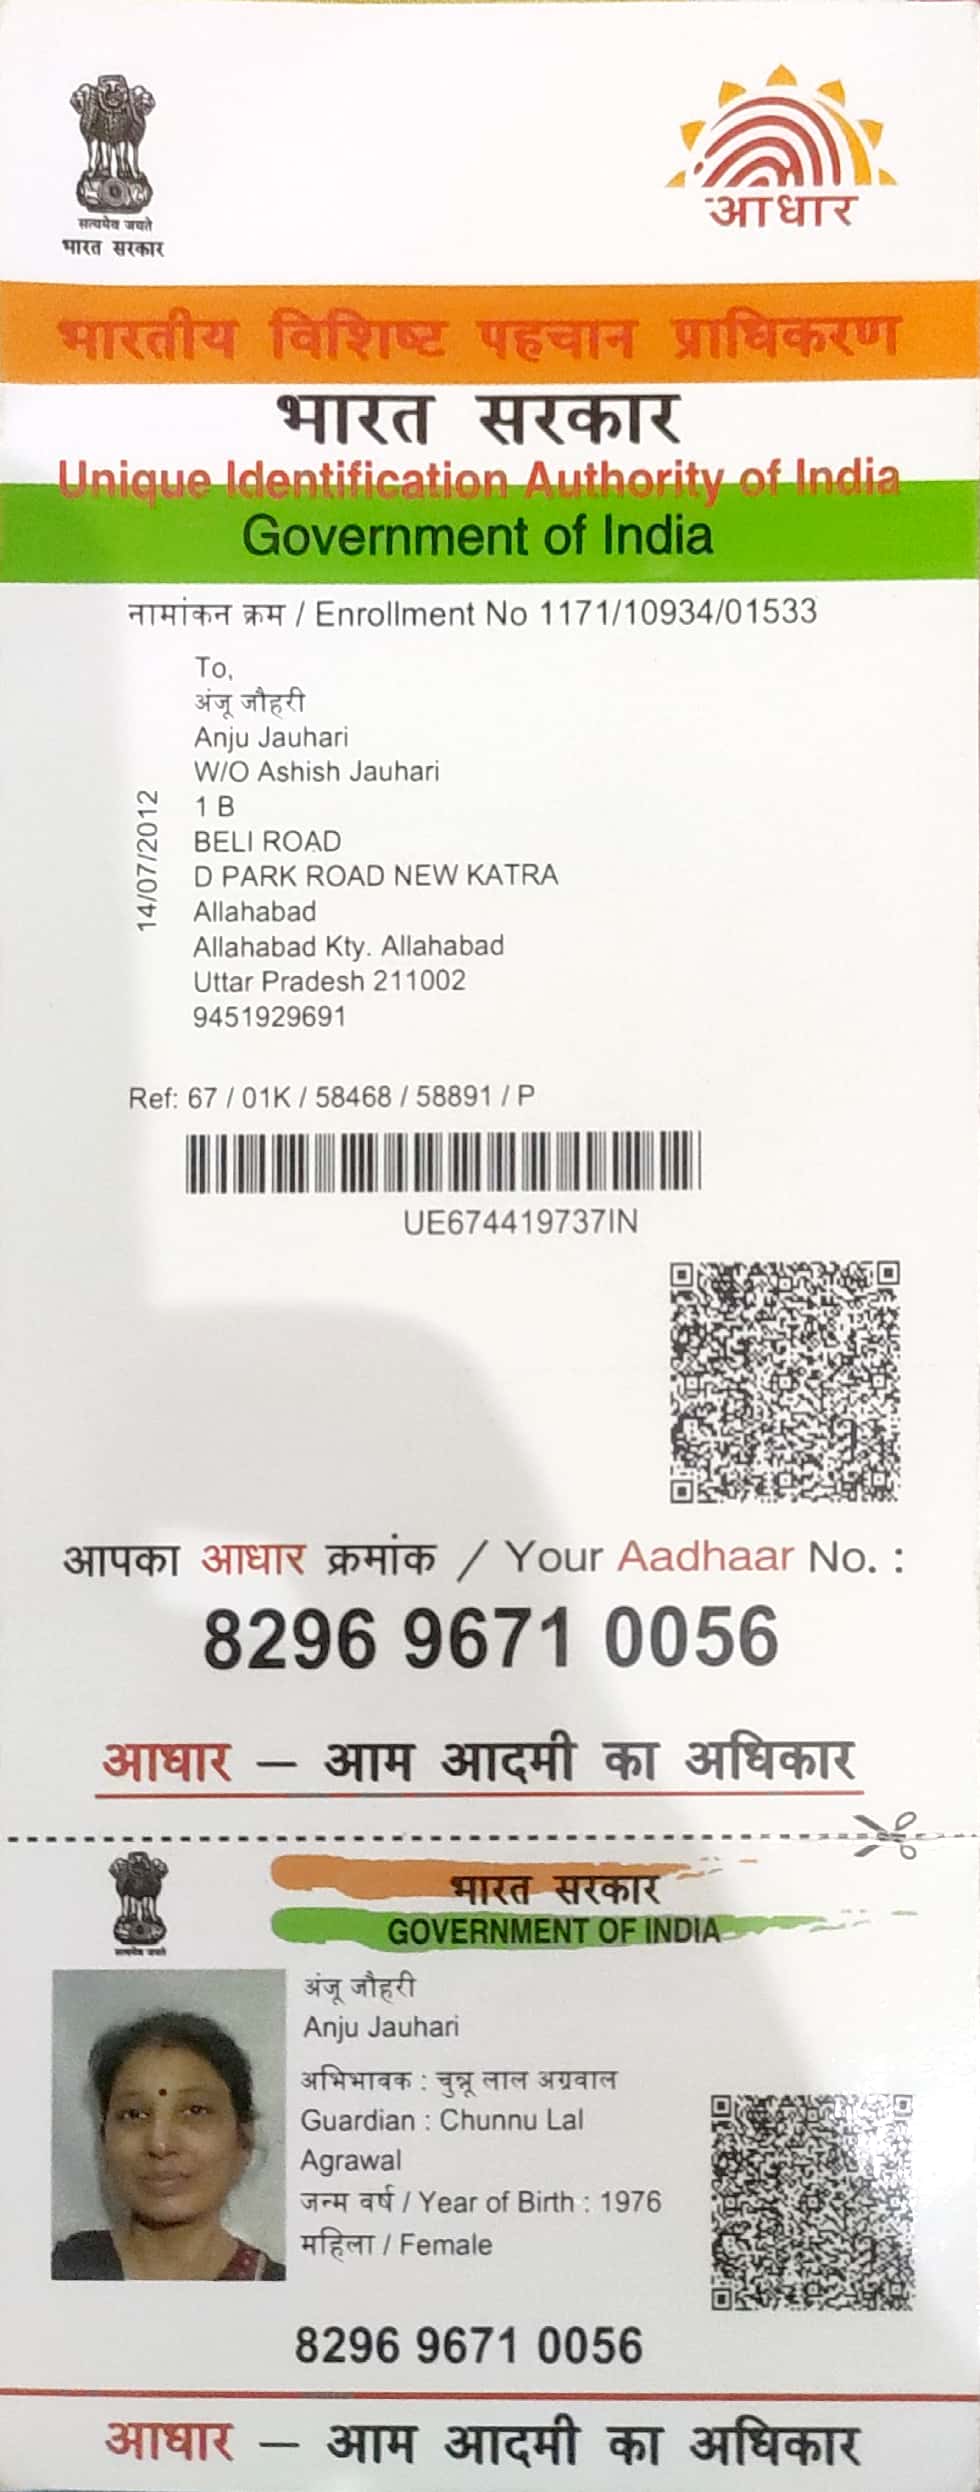 सत्यमेव जयते
भारत सरकार
आधार
भारतीय विशिष्ट पहचान प्राधिकरण
भारत सरकार
Unique Identification Authority of India
Government of India
नामांकन क्रम / Enrollment No 1171/10934/01533
To,
अंजू जौहरी
Anju Jauhari
W/O Ashish Jauhari
1 B
BELI ROAD
D PARK ROAD NEW KATRA
Allahabad
Allahabad Kty. Allahabad
Uttar Pradesh 211002
9451929691
14/07/2012
Ref: 67 / 01K / 58468 / 58891 / P
UE674419737IN
आपका आधार क्रमांक / Your Aadhaar No. :
8296 9671 0056
आधार – आम आदमी का अधिकार
सत्यमेव जयते
भारत सरकार
GOVERNMENT OF INDIA
अंजू जौहरी
Anju Jauhari
अभिभावक : चुन्नू लाल अग्रवाल
Guardian : Chunnu Lal
Agrawal
जन्म वर्ष / Year of Birth : 1976
महिला / Female
8296 9671 0056
आधार – आम आदमी का अधिकार